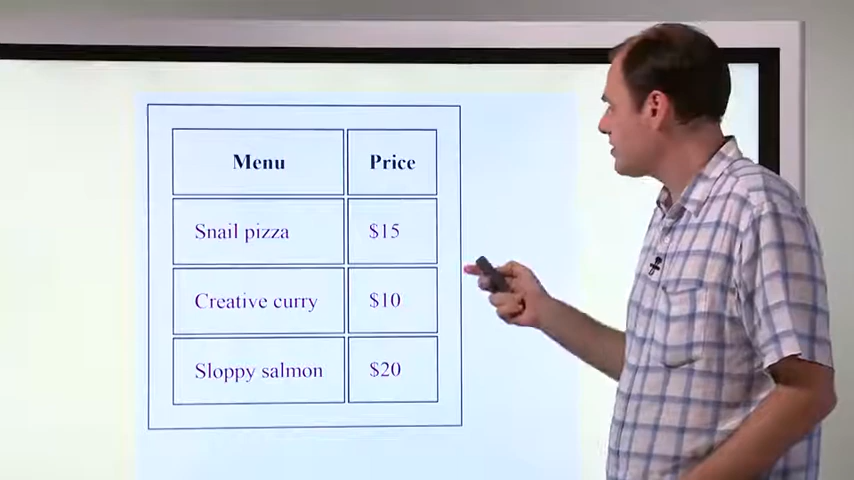 Menu Price
Snail pizza $15
Creative curry $10
Sloppy salmon $20